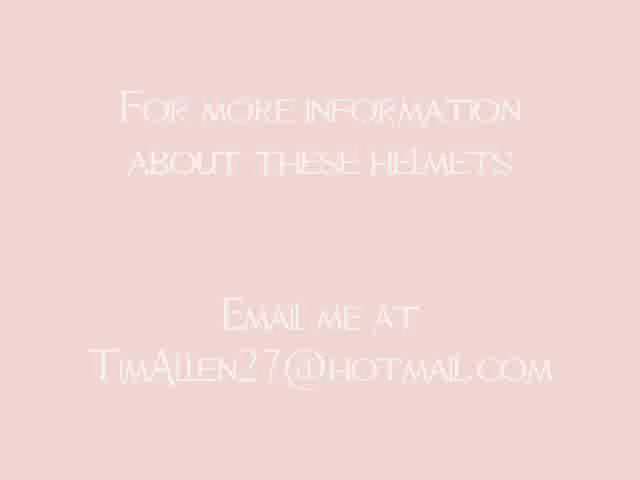 For more information
about these helmets
Email me at
TimAllen27@hotmail.com